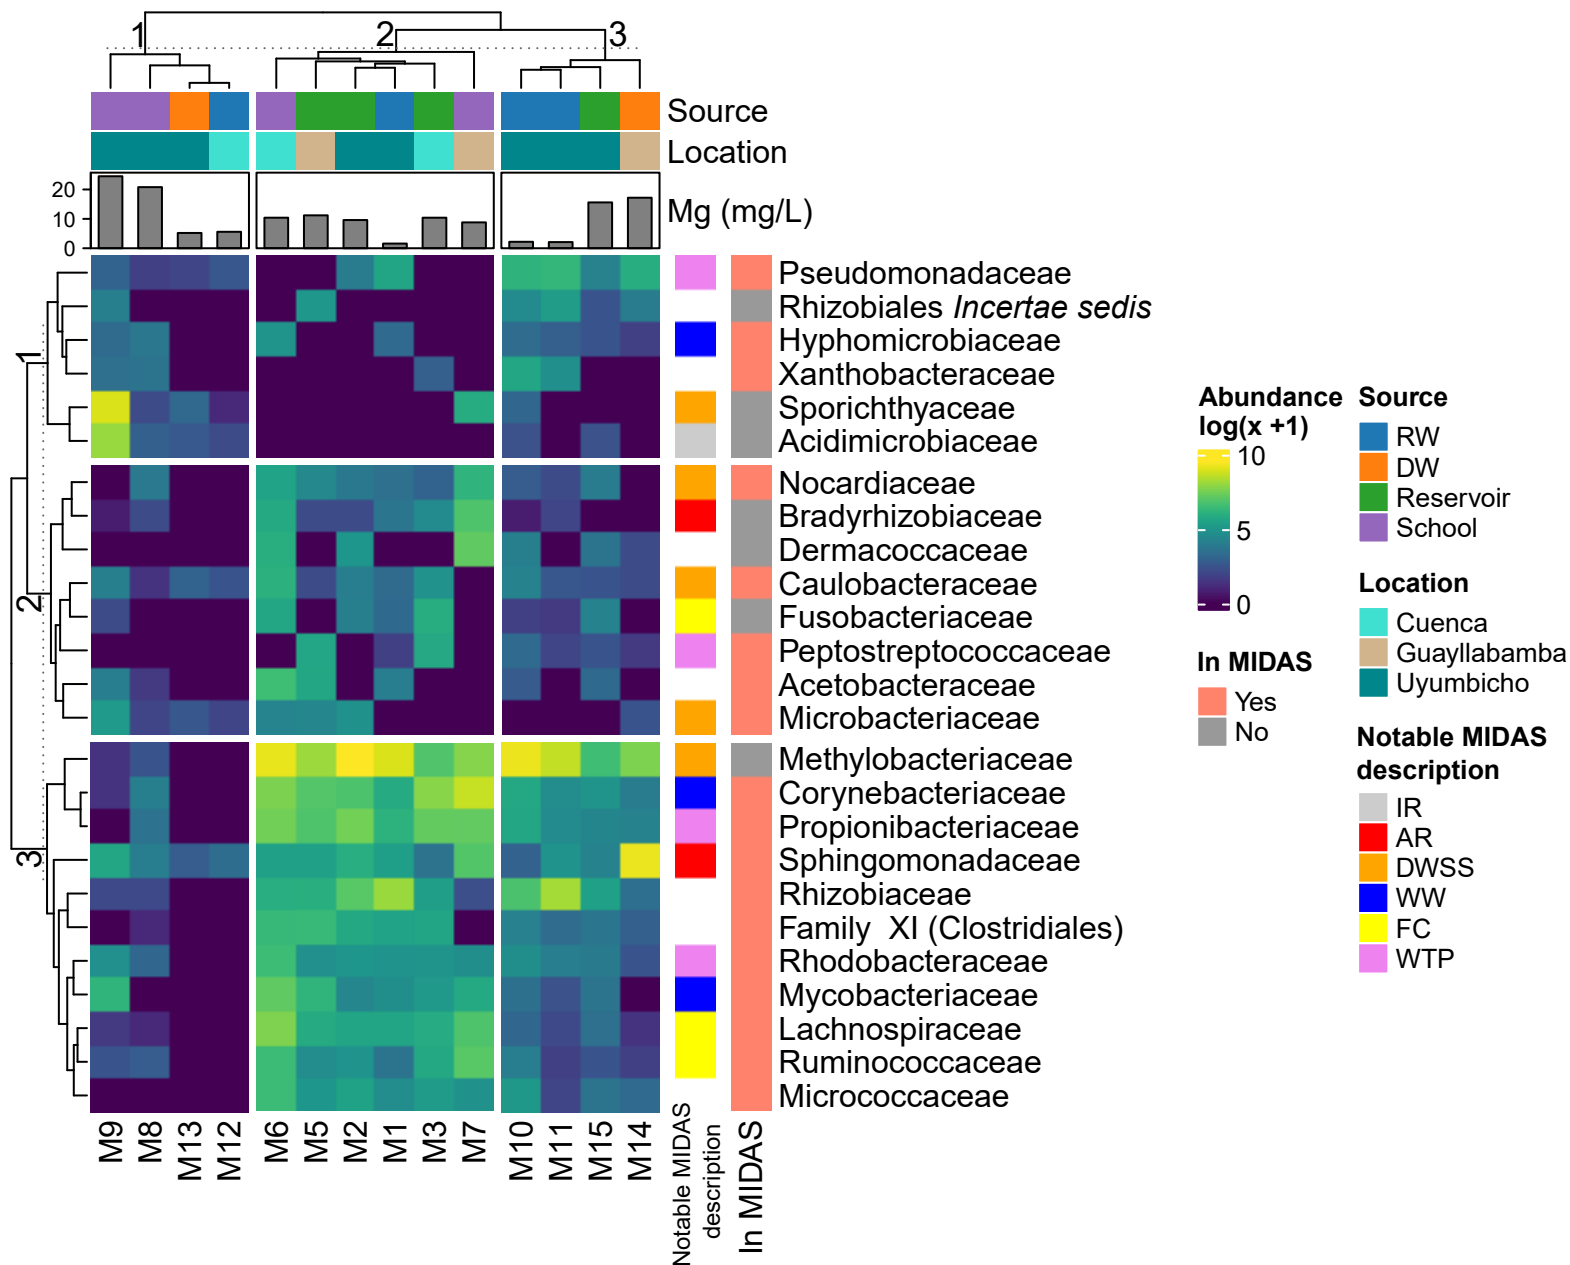 1
2
3
Source
Location
20
10
0
Mg (mg/L)
1
2
3
Pseudomonadaceae
Rhizobiales Incertae sedis
Hyphomicrobiaceae
Xanthobacteraceae
Sporichthyaceae
Acidimicrobiaceae
Nocardiaceae
Bradyrhizobiaceae
Dermacoccaceae
Caulobacteraceae
Fusobacteriaceae
Peptostreptococcaceae
Acetobacteraceae
Microbacteriaceae
Methylobacteriaceae
Corynebacteriaceae
Propionibacteriaceae
Sphingomonadaceae
Rhizobiaceae
Family XI (Clostridiales)
Rhodobacteraceae
Mycobacteriaceae
Lachnospiraceae
Ruminococcaceae
Micrococcaceae
M9
M8
M13
M12
M6
M5
M2
M1
M3
M7
M10
M11
M15
M14
Notable MIDAS
description
In MIDAS
Abundance
log(x +1)
10
5
0
In MIDAS
Yes
No
Source
RW
DW
Reservoir
School
Location
Cuenca
Guayllabamba
Uyumbicho
Notable MIDAS
description
IR
AR
DWSS
WW
FC
WTP